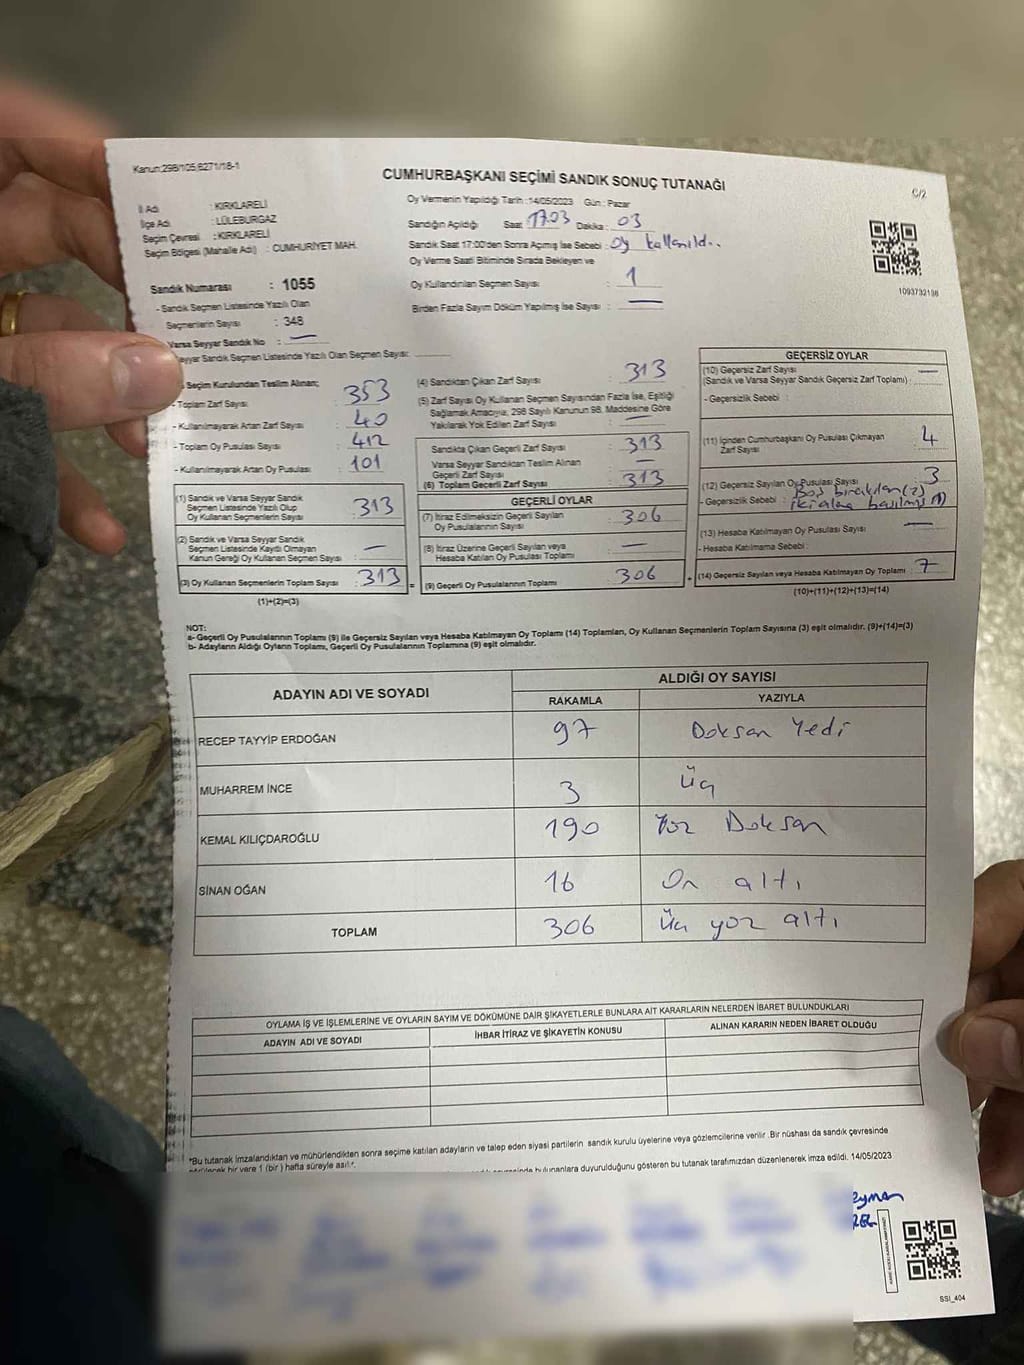 Kanun;298/105,6271/18-1
CUMHURBAŞKANI SEÇİMİ SANDIK SONUÇ TUTANAĞI
C/2
İl Adı : KIRKLARELİ
İlçe Adı : LÜLEBURGAZ
Seçim Çevresi : KIRKLARELİ
Seçim Bölgesi (Mahalle Adı) : CUMHURİYET MAH.
Sandık Numarası : 1055
- Sandık Seçmen Listesinde Yazılı Olan
Seçmenlerin Sayısı : 348
Varsa Seyyar Sandık No : —
Seyyar Sandık Seçmen Listesinde Yazılı Olan Seçmen Sayısı:
Oy Vermenin Yapıldığı Tarih :14/05/2023 Gün : Pazar
Sandığın Açıldığı Saat 17.03 Dakika : 03
Sandık Saat 17:00'den Sonra Açımış İse Sebebi : Oy kullanıld..
Oy Verme Saati Bitiminde Sırada Bekleyen ve
Oy Kullandırılan Seçmen Sayısı : 1
Birden Fazla Sayım Döküm Yapılmış İse Sayısı : —
1093732198
Seçim Kurulundan Teslim Alınan;
- Toplam Zarf Sayısı : 353
- Kullanılmayarak Artan Zarf Sayısı : 40
- Toplam Oy Pusulası Sayısı : 412
- Kullanılmayarak Artan Oy Pusulası : 101
(1) Sandık ve Varsa Seyyar Sandık
Seçmen Listesinde Yazılı Olup
Oy Kullanan Seçmenlerin Sayısı : 313
(2) Sandık ve Varsa Seyyar Sandık
Seçmen Listesinde Kaydı Olmayan
Kanun Gereği Oy Kullanan Seçmen Sayısı : —
(3) Oy Kullanan Seçmenlerin Toplam Sayısı : 313
(1)+(2)=(3)
(4) Sandıktan Çıkan Zarf Sayısı : 313
(5) Zarf Sayısı Oy Kullanan Seçmen Sayısından Fazla İse, Eşitliği
Sağlamak Amacıyla, 298 Sayılı Kanunun 98. Maddesine Göre
Yakılarak Yok Edilen Zarf Sayısı : —
Sandıkta Çıkan Geçerli Zarf Sayısı : 313
Varsa Seyyar Sandıktan Teslim Alınan
Geçerli Zarf Sayısı : —
(6) Toplam Geçerli Zarf Sayısı : 313
GEÇERLİ OYLAR
(7) İtiraz Edilmeksizin Geçerli Sayılan
Oy Pusulalarının Sayısı : 306
(8) İtiraz Üzerine Geçerli Sayılan veya
Hesaba Katılan Oy Pusulası Toplamı : —
(9) Geçerli Oy Pusulalarının Toplamı : 306
GEÇERSİZ OYLAR
(10) Geçersiz Zarf Sayısı —
(Sandık ve Varsa Seyyar Sandık Geçersiz Zarf Toplamı) :
- Geçersizlik Sebebi :
(11) İçinden Cumhurbaşkanı Oy Pusulası Çıkmayan
Zarf Sayısı : 4
(12) Geçersiz Sayılan Oy Pusulası Sayısı : 3
- Geçersizlik Sebebi : Boş bırakılan (2)
iki alana basılmış (1)
(13) Hesaba Katılmayan Oy Pusulası Sayısı : —
- Hesaba Katılmama Sebebi :
(14) Geçersiz Sayılan veya Hesaba Katılmayan Oy Toplamı : 7
(10)+(11)+(12)+(13)=(14)
NOT:
a- Geçerli Oy Pusulalarının Toplamı (9) ile Geçersiz Sayılan veya Hesaba Katılmayan Oy Toplamı (14) Toplamları, Oy Kullanan Seçmenlerin Toplam Sayısına (3) eşit olmalıdır. (9)+(14)=(3)
b- Adayların Aldığı Oyların Toplamı, Geçerli Oy Pusulalarının Toplamına (9) eşit olmalıdır.
ADAYIN ADI VE SOYADI ALDIĞI OY SAYISI
RAKAMLA YAZIYLA
RECEP TAYYİP ERDOĞAN 97 Doksan Yedi
MUHARREM İNCE 3 üç
KEMAL KILIÇDAROĞLU 190 Yüz Doksan
SİNAN OĞAN 16 On altı
TOPLAM 306 Üç yüz altı
OYLAMA İŞ VE İŞLEMLERİNE VE OYLARIN SAYIM VE DÖKÜMÜNE DAİR ŞİKAYETLERLE BUNLARA AİT KARARLARIN NELERDEN İBARET BULUNDUKLARI
ADAYIN ADI VE SOYADI İHBAR İTİRAZ VE ŞİKAYETİN KONUSU ALINAN KARARIN NEDEN İBARET OLDUĞU
*Bu tutanak imzalandıktan ve mühürlendikten sonra seçime katılan adayların ve talep eden siyasi partilerin sandık kurulu üyelerine veya gözlemcilerine verilir. Bir nüshası da sandık çevresinde
bir yere 1 (bir) hafta süreyle asılır.
bulunanlara duyurulduğunu gösteren bu tutanak tarafımızdan düzenlenerek imza edildi. 14/05/2023
SSI_404